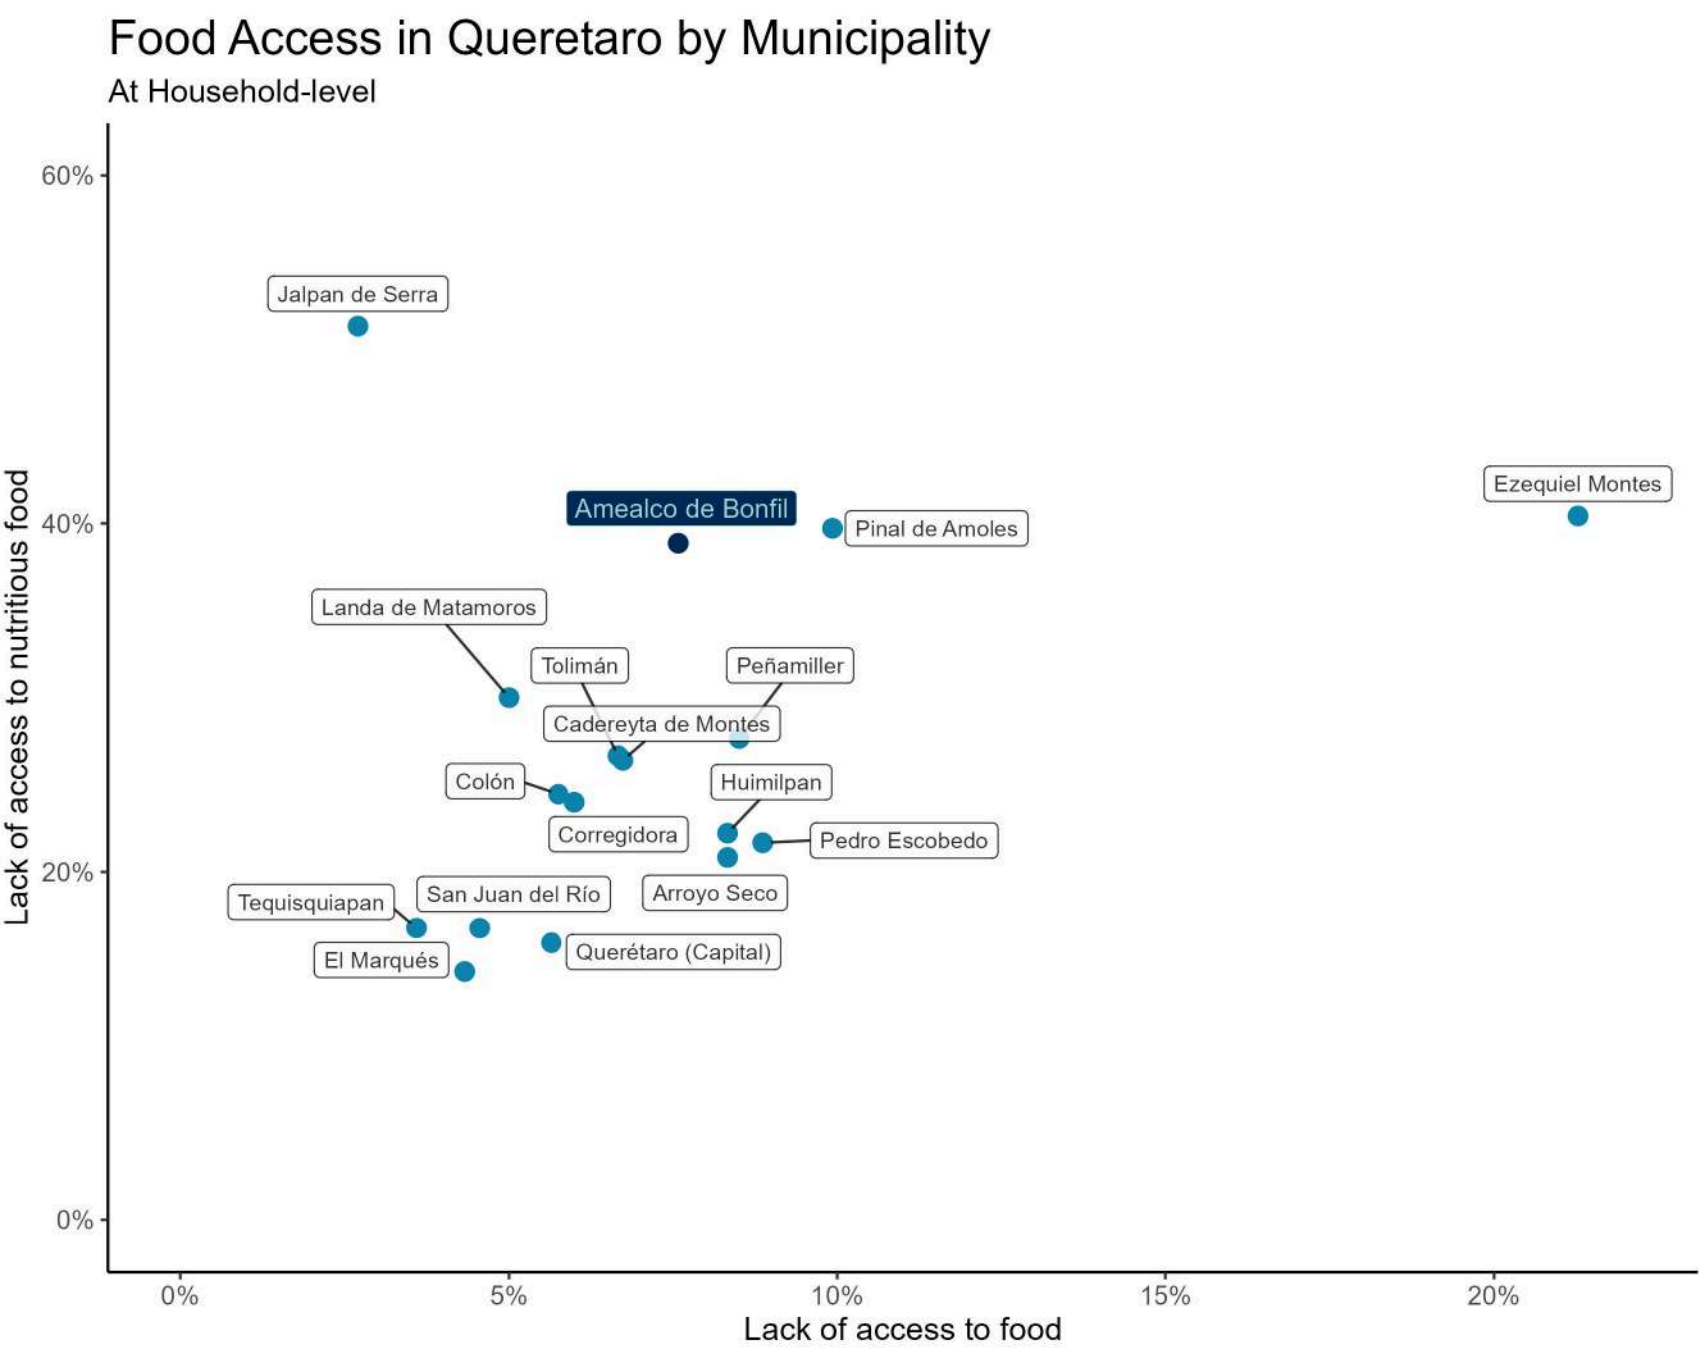 Food Access in Queretaro by Municipality
At Household-level
Lack of access to nutritious food
60%
40%
20%
0%
Jalpan de Serra
Ezequiel Montes
Amealco de Bonfil
Pinal de Amoles
Landa de Matamoros
Tolimán
Peñamiller
Cadereyta de Montes
Colón
Huimilpan
Corregidora
Pedro Escobedo
Arroyo Seco
San Juan del Río
Tequisquiapan
Querétaro (Capital)
El Marqués
0%
5%
10%
15%
20%
Lack of access to food